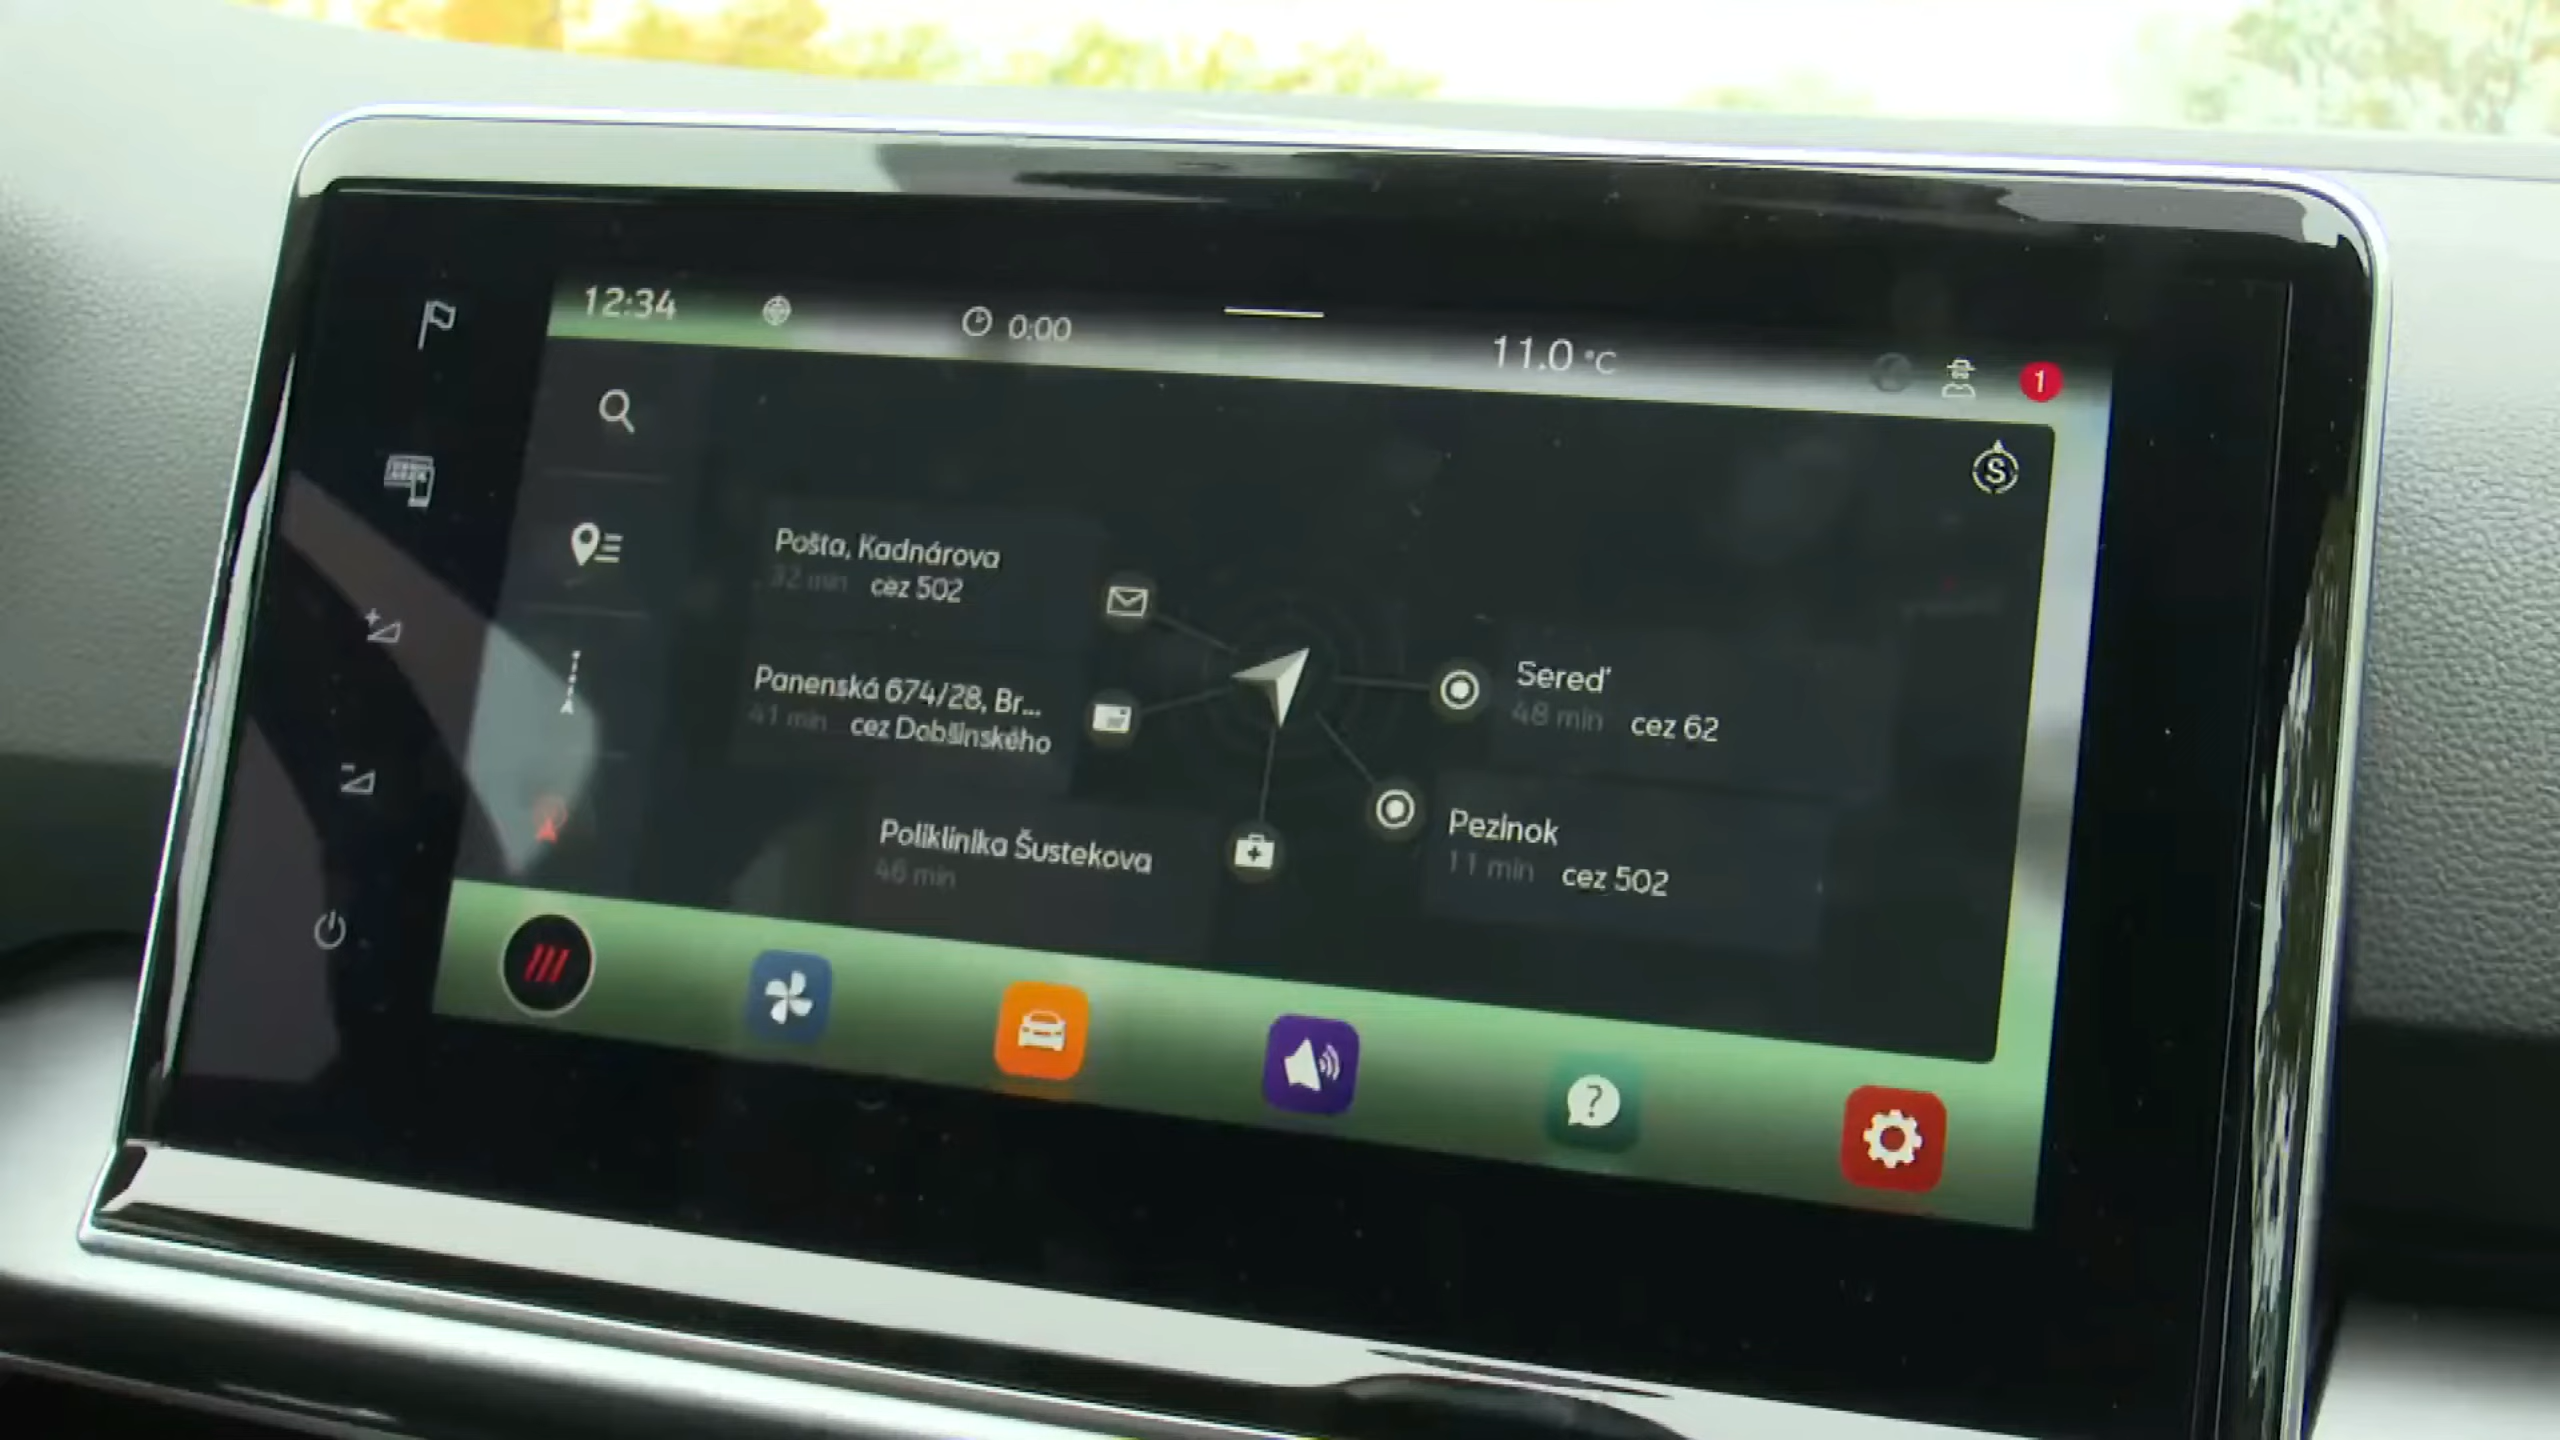 12:34
0:00
11.0 °C
1
S
Pošta, Kadnárova
32 min cez 502
Panenská 674/28, Br...
41 min cez Dobšinského
Poliklinika Šustekova
46 min
Sereď
48 min cez 62
Pezinok
11 min cez 502
?